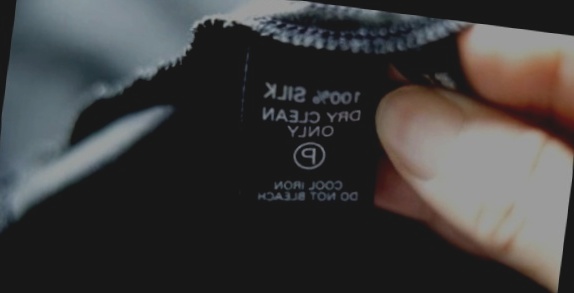 100% SILK
DRY CLEAN
ONLY
P
COOL IRON
DO NOT BLEACH